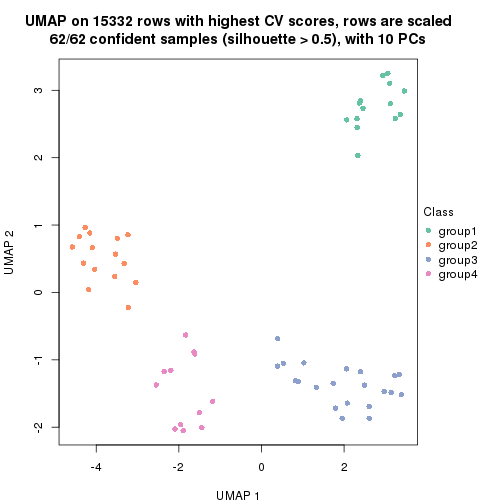 UMAP on 15332 rows with highest CV scores, rows are scaled
62/62 confident samples (silhouette > 0.5), with 10 PCs
3
2
1
0
-1
-2
UMAP 2
-4
-2
0
2
UMAP 1
Class
group1
group2
group3
group4